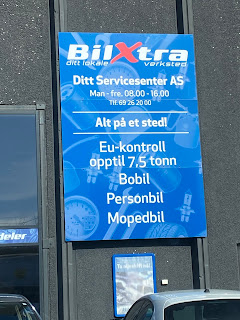 BilXtra
ditt lokale verksted
Ditt Servicesenter AS
Man - fre. 08.00 - 16.00
Tlf. 69 26 20 00
Alt på et sted!
Eu-kontroll
opptil 7,5 tonn
Bobil
Personbil
Mopedbil
deler